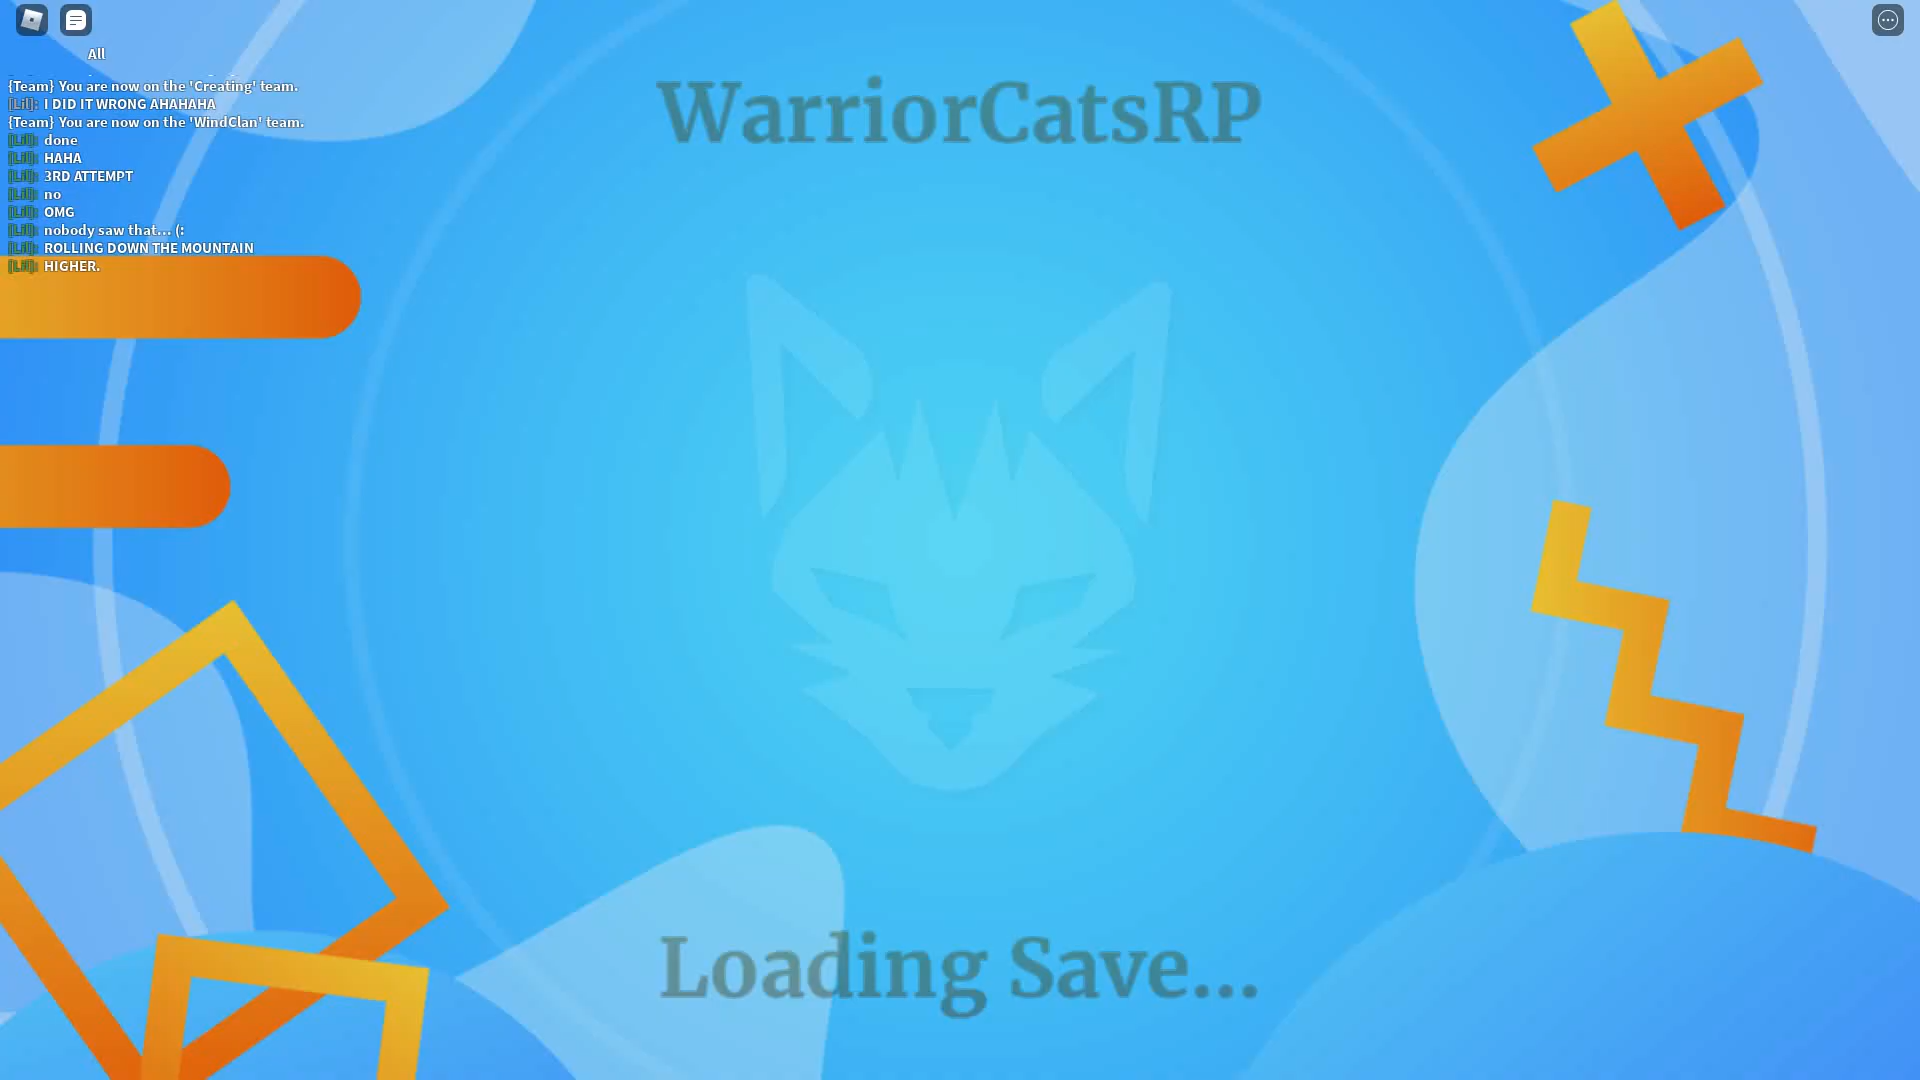 All
{Team} You are now on the 'Creating' team.
[Lil]: I DID IT WRONG AHAHAHA
{Team} You are now on the 'WindClan' team.
[Lil]: done
[Lil]: HAHA
[Lil]: 3RD ATTEMPT
[Lil]: no
[Lil]: OMG
[Lil]: nobody saw that... (:
[Lil]: ROLLING DOWN THE MOUNTAIN
[Lil]: HIGHER.
WarriorCatsRP
Loading Save...